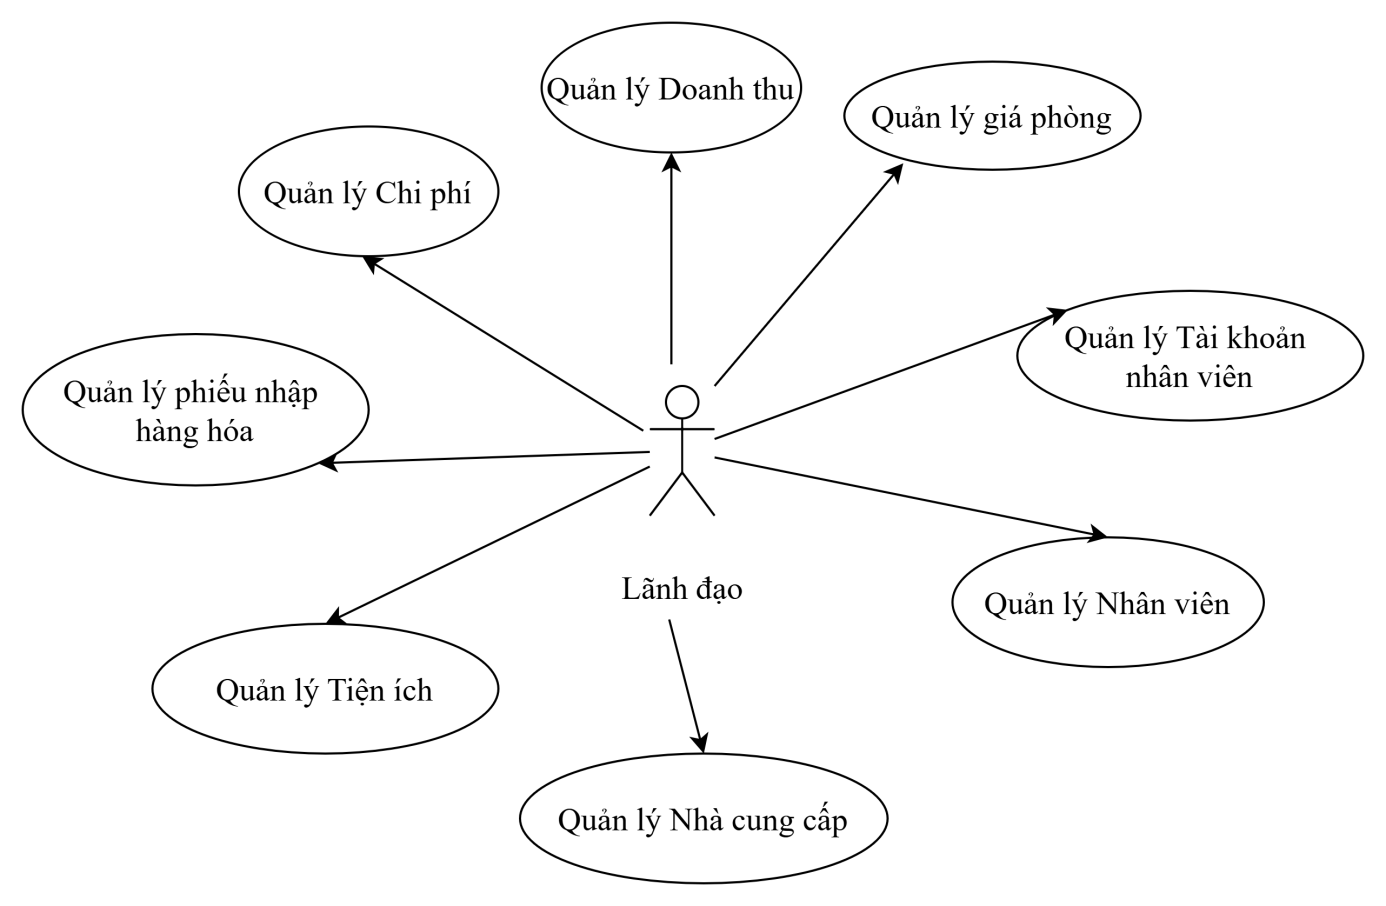 Quản lý Doanh thu
Quản lý giá phòng
Quản lý Chi phí
Quản lý Tài khoản
nhân viên
Quản lý phiếu nhập
hàng hóa
Lãnh đạo
Quản lý Nhân viên
Quản lý Tiện ích
Quản lý Nhà cung cấp